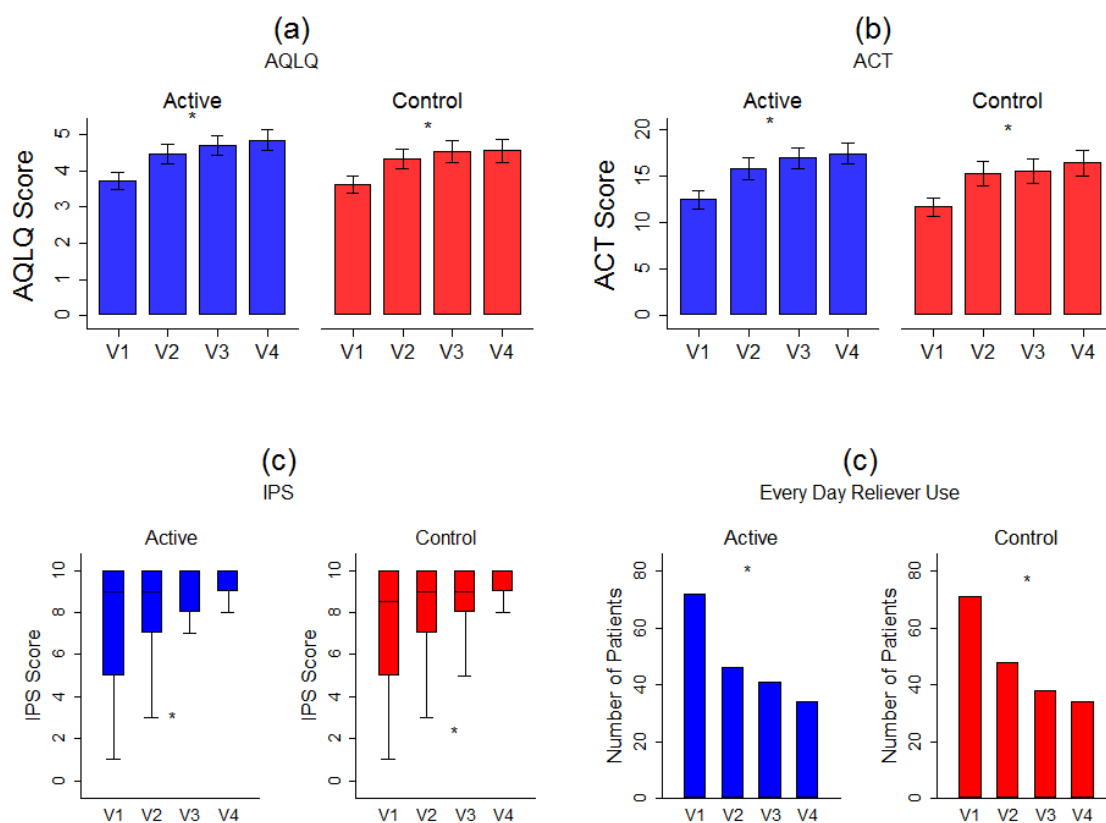 (a)
AQLQ
Active
Control
*
*
AQLQ Score
0 1 2 3 4 5
V1 V2 V3 V4
V1 V2 V3 V4
(b)
ACT
Active
Control
*
*
ACT Score
0 5 10 15 20
V1 V2 V3 V4
V1 V2 V3 V4
(c)
IPS
Active
Control
IPS Score
0 2 4 6 8 10
*
V1 V2 V3 V4
IPS Score
0 2 4 6 8 10
*
V1 V2 V3 V4
(c)
Every Day Reliever Use
Active
Control
*
*
Number of Patients
0 20 40 60 80
V1 V2 V3 V4
Number of Patients
0 20 40 60 80
V1 V2 V3 V4